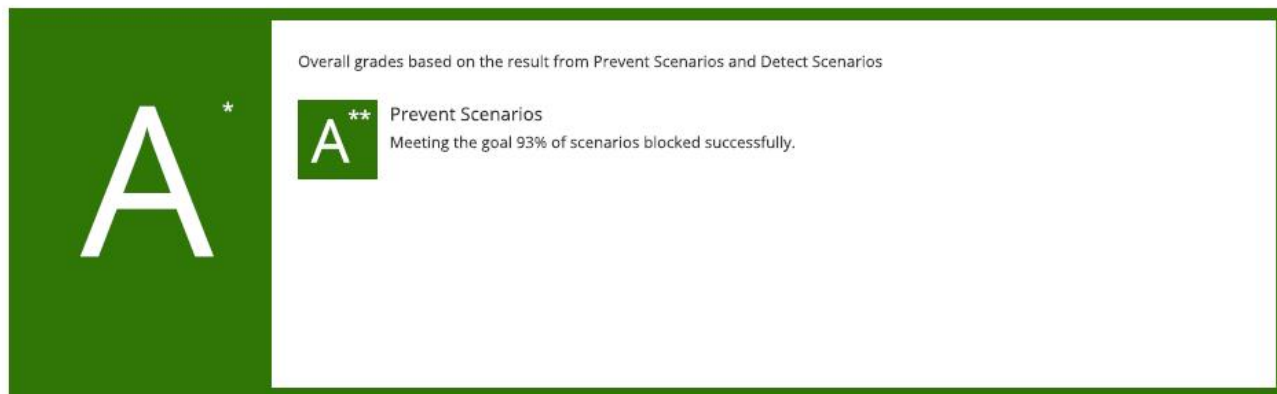 A*
Overall grades based on the result from Prevent Scenarios and Detect Scenarios
A**
Prevent Scenarios
Meeting the goal 93% of scenarios blocked successfully.